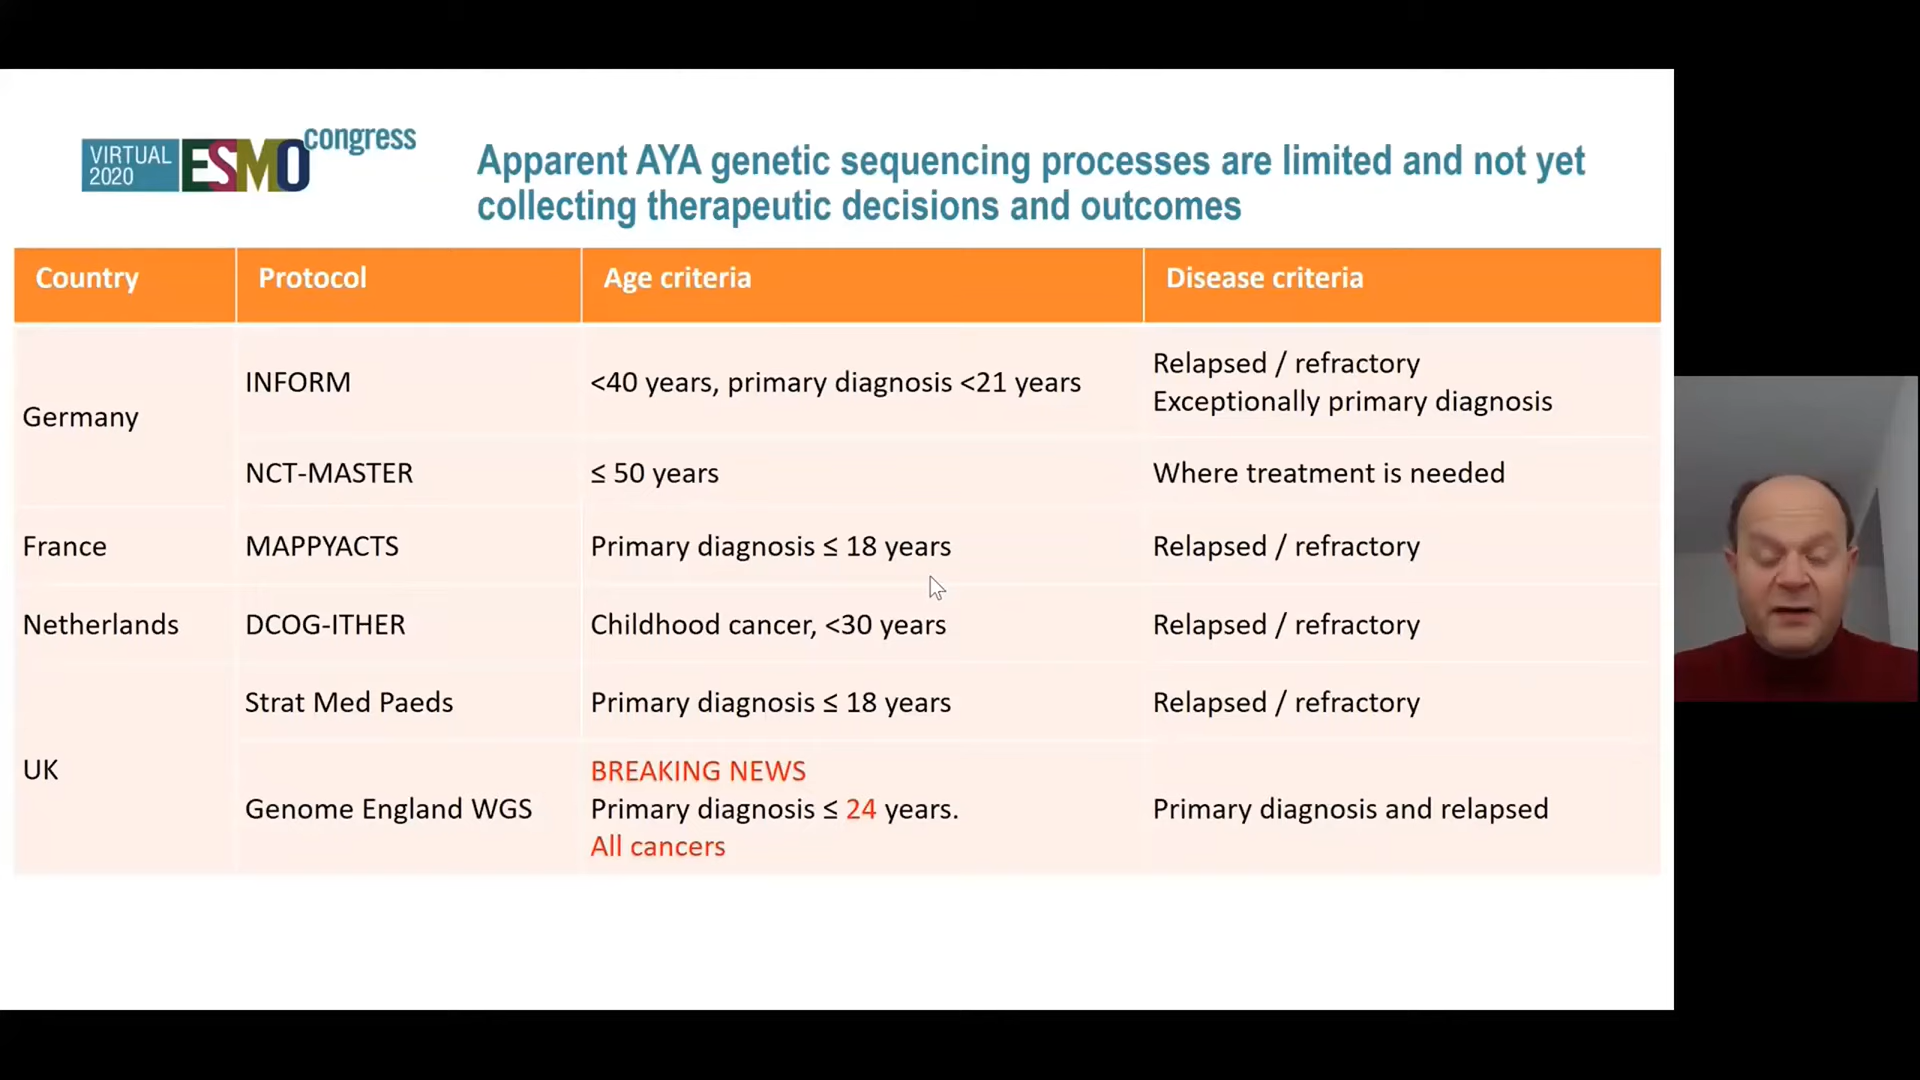 VIRTUAL
2020
ESMO
congress
Apparent AYA genetic sequencing processes are limited and not yet
collecting therapeutic decisions and outcomes
Country Protocol Age criteria Disease criteria
Germany
INFORM <40 years, primary diagnosis <21 years Relapsed / refractory
Exceptionally primary diagnosis
NCT-MASTER ≤ 50 years Where treatment is needed
France MAPPYACTS Primary diagnosis ≤ 18 years Relapsed / refractory
Netherlands DCOG-ITHER Childhood cancer, <30 years Relapsed / refractory
UK
Strat Med Paeds Primary diagnosis ≤ 18 years Relapsed / refractory
Genome England WGS
BREAKING NEWS
Primary diagnosis ≤ 24 years.
All cancers
Primary diagnosis and relapsed